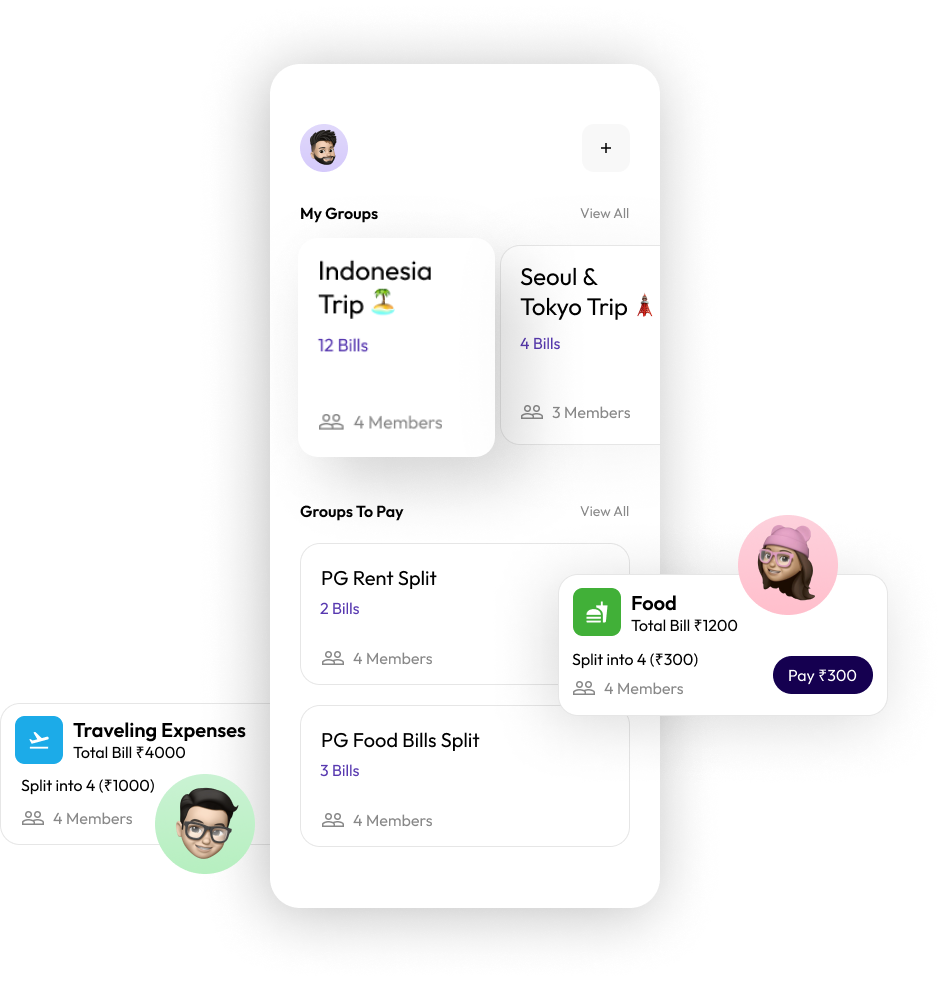 +
My Groups
View All
Indonesia
Trip 🏝️
12 Bills
4 Members
Seoul &
Tokyo Trip 🗼
4 Bills
3 Members
Groups To Pay
View All
PG Rent Split
2 Bills
4 Members
Food
Total Bill ₹1200
Split into 4 (₹300)
4 Members
Pay ₹300
PG Food Bills Split
3 Bills
4 Members
Traveling Expenses
Total Bill ₹4000
Split into 4 (₹1000)
4 Members